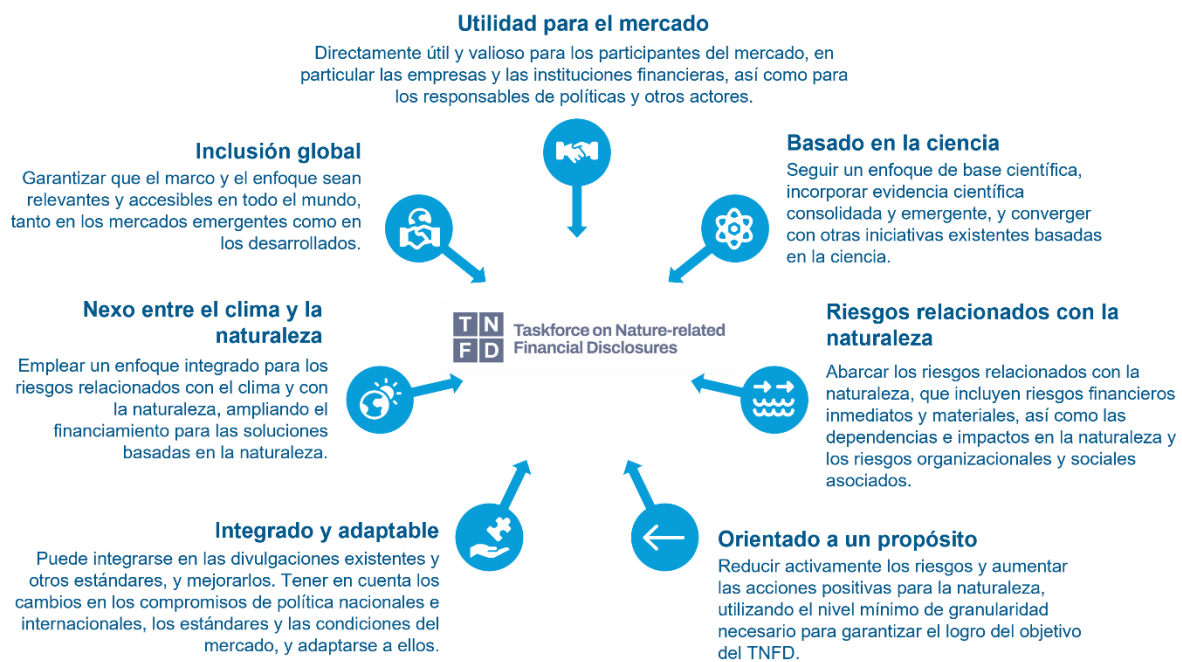 Utilidad para el mercado
Directamente útil y valioso para los participantes del mercado, en
particular las empresas y las instituciones financieras, así como para
los responsables de políticas y otros actores.
Basado en la ciencia
Seguir un enfoque de base científica,
incorporar evidencia científica
consolidada y emergente, y converger
con otras iniciativas existentes basadas
en la ciencia.
Riesgos relacionados con la
naturaleza
Abarcar los riesgos relacionados con la
naturaleza, que incluyen riesgos financieros
inmediatos y materiales, así como las
dependencias e impactos en la naturaleza y
los riesgos organizacionales y sociales
asociados.
Orientado a un propósito
Reducir activamente los riesgos y aumentar
las acciones positivas para la naturaleza,
utilizando el nivel mínimo de granularidad
necesario para garantizar el logro del objetivo
del TNFD.
Integrado y adaptable
Puede integrarse en las divulgaciones existentes y
otros estándares, y mejorarlos. Tener en cuenta los
cambios en los compromisos de política nacionales e
internacionales, los estándares y las condiciones del
mercado, y adaptarse a ellos.
Nexo entre el clima y la
naturaleza
Emplear un enfoque integrado para los
riesgos relacionados con el clima y con
la naturaleza, ampliando el
financiamiento para las soluciones
basadas en la naturaleza.
Inclusión global
Garantizar que el marco y el enfoque sean
relevantes y accesibles en todo el mundo,
tanto en los mercados emergentes como en
los desarrollados.
TN
FD
Taskforce on Nature-related
Financial Disclosures